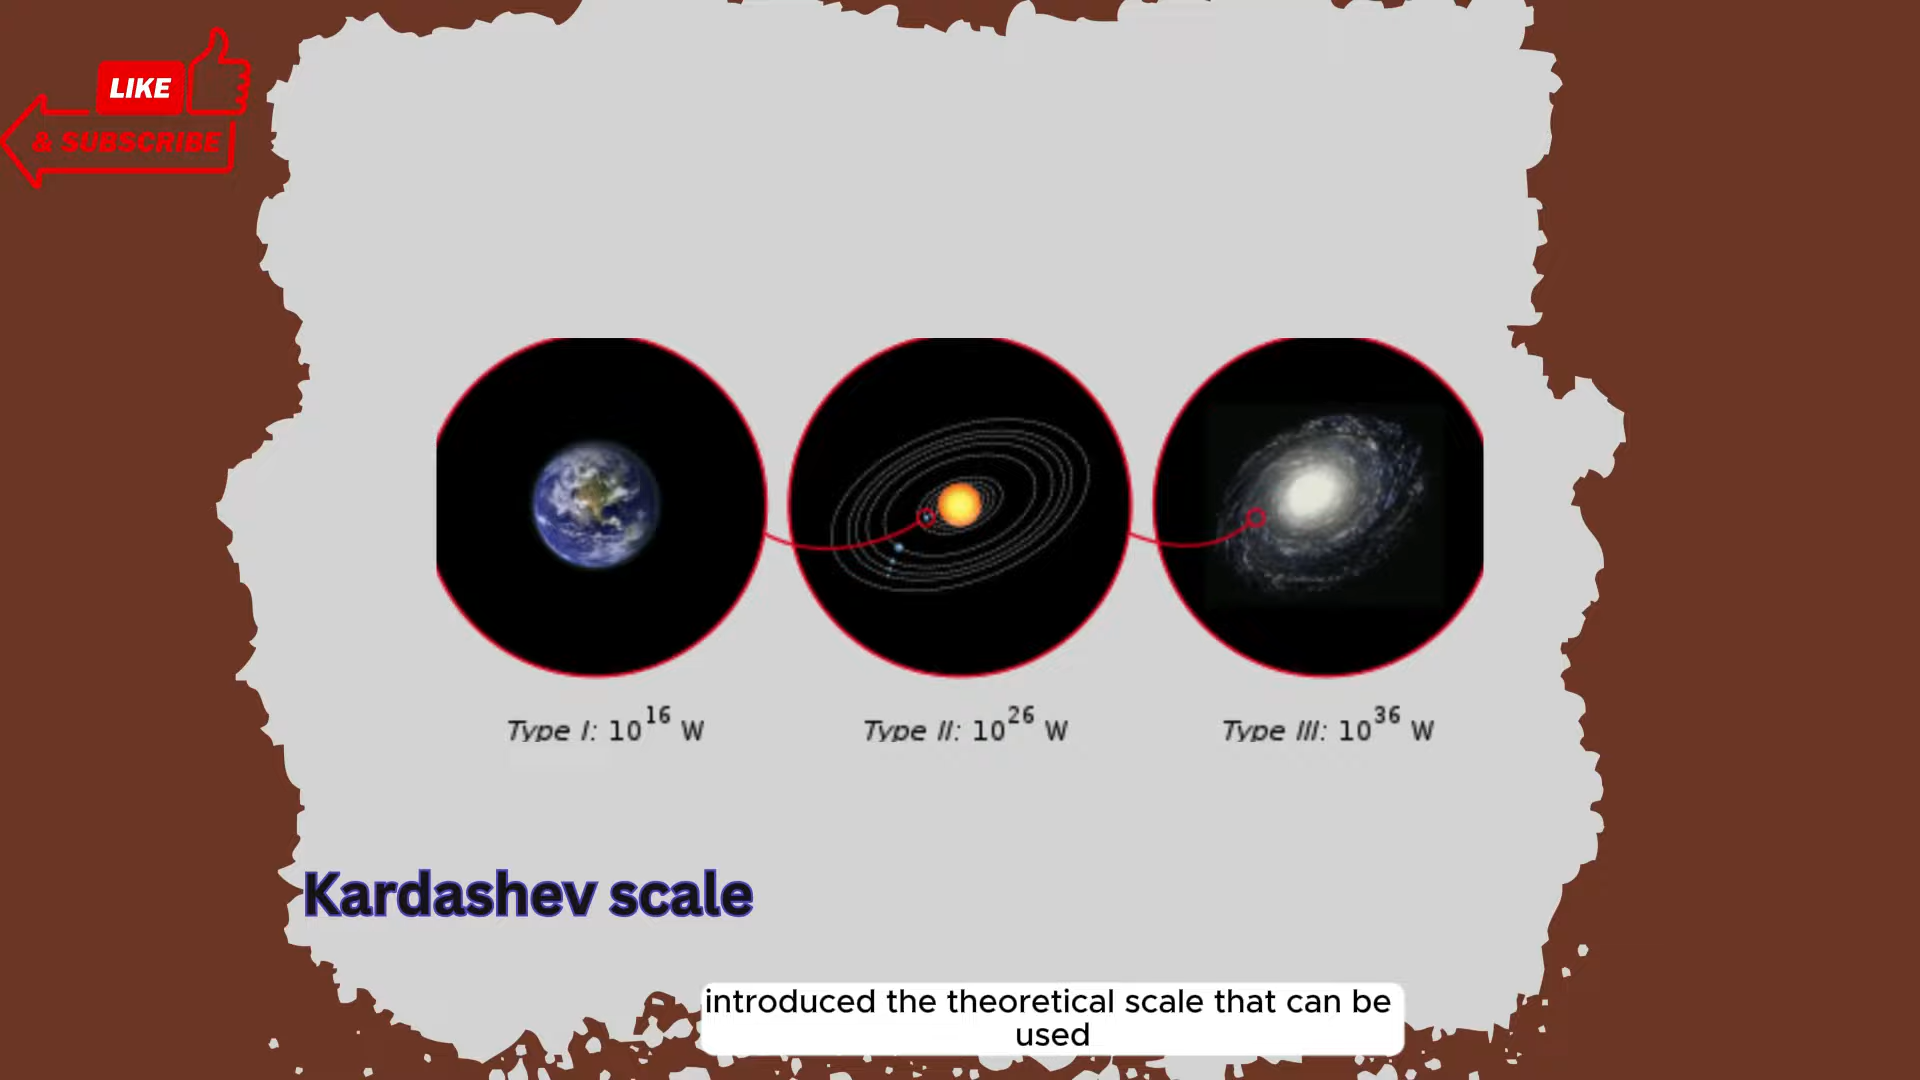 LIKE
& SUBSCRIBE
Type I: 10^16 W
Type II: 10^26 W
Type III: 10^36 W
Kardashev scale
introduced the theoretical scale that can be
used